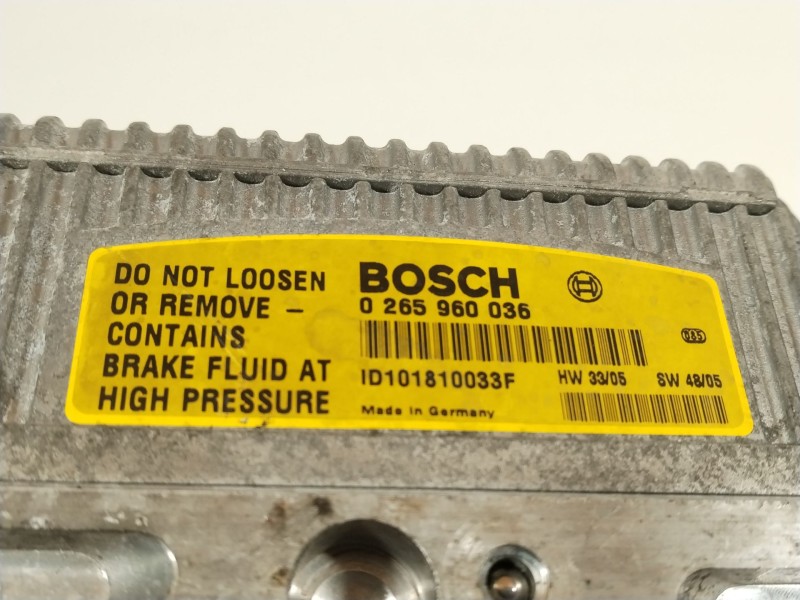 DO NOT LOOSEN
OR REMOVE –
CONTAINS
BRAKE FLUID AT
HIGH PRESSURE
BOSCH
0 265 960 036
ID101810033F
HW 33/05
SW 48/05
Made in Germany